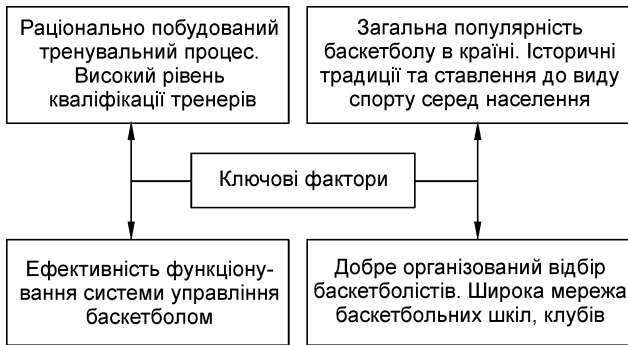 Раціонально побудований
тренувальний процес.
Високий рівень
кваліфікації тренерів
Загальна популярність
баскетболу в країні. Історичні
традиції та ставлення до виду
спорту серед населення
Ключові фактори
Ефективність функціону-
вання системи управління
баскетболом
Добре організований відбір
баскетболістів. Широка мережа
баскетбольних шкіл, клубів